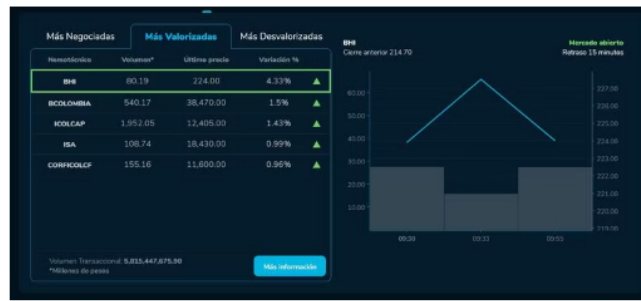 Más Negociadas Más Valorizadas Más Desvalorizadas
Nemotécnico Volumen* Último precio Variación %
BHI 80.19 224.00 4.33%
BCOLOMBIA 540.17 38,470.00 1.5%
ICOLCAP 1,952.05 12,405.00 1.43%
ISA 108.74 18,430.00 0.99%
CORFICOLCF 155.16 11,600.00 0.96%
Volumen Transaccional: 5,815,447,675.90
*Millones de pesos
Más información
BHI Mercado abierto
Cierre anterior 214.70 Retraso 15 minutos
60.00 227.00
50.00 226.00
225.00
40.00 224.00
30.00 223.00
222.00
20.00 221.00
10.00 220.00
219.00
09:30 09:33 09:55